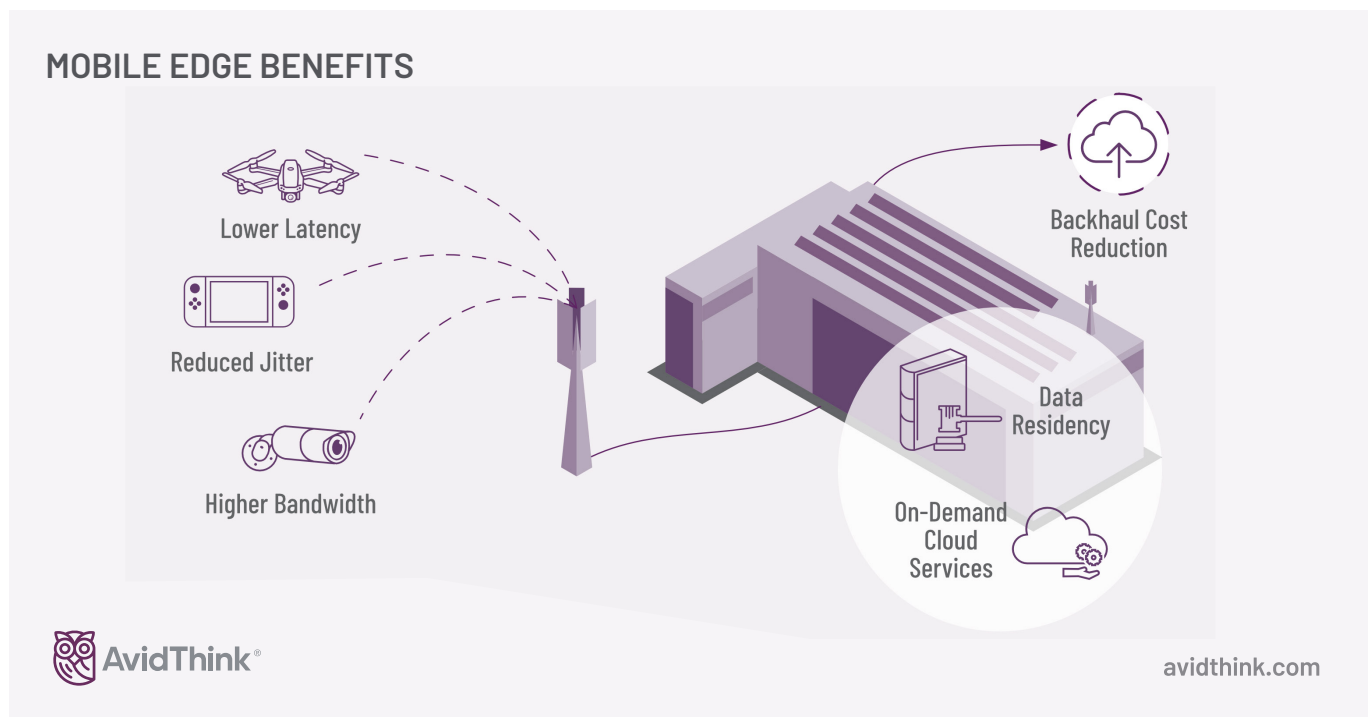 MOBILE EDGE BENEFITS
Lower Latency
Reduced Jitter
Higher Bandwidth
Backhaul Cost
Reduction
Data
Residency
On-Demand
Cloud
Services
AvidThink®
avidthink.com